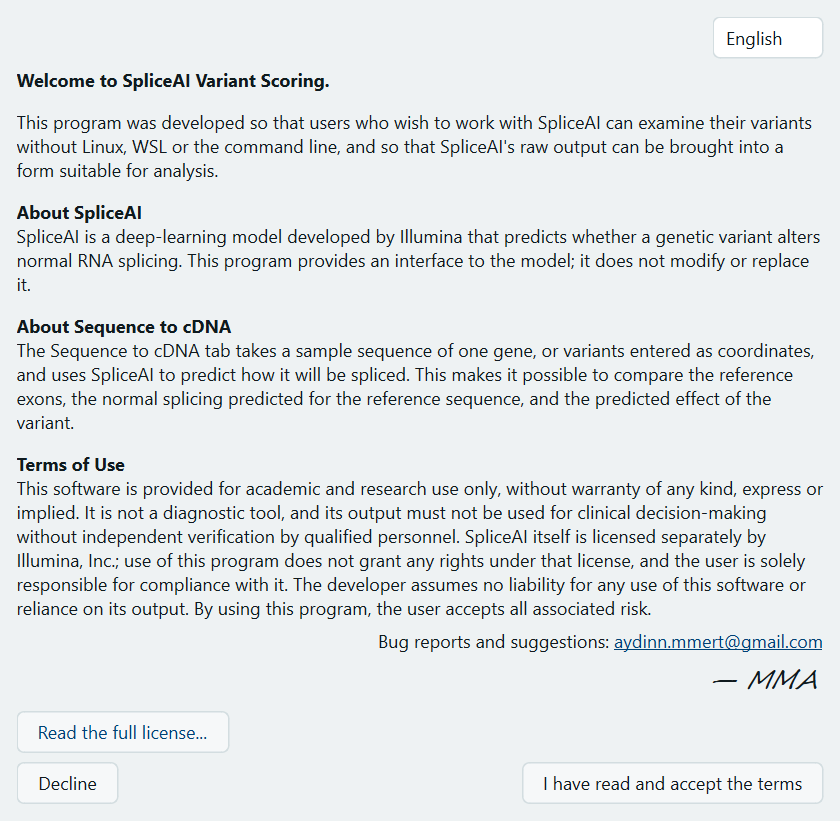 English
Welcome to SpliceAI Variant Scoring.
This program was developed so that users who wish to work with SpliceAI can examine their variants
without Linux, WSL or the command line, and so that SpliceAI's raw output can be brought into a
form suitable for analysis.
About SpliceAI
SpliceAI is a deep-learning model developed by Illumina that predicts whether a genetic variant alters
normal RNA splicing. This program provides an interface to the model; it does not modify or replace
it.
About Sequence to cDNA
The Sequence to cDNA tab takes a sample sequence of one gene, or variants entered as coordinates,
and uses SpliceAI to predict how it will be spliced. This makes it possible to compare the reference
exons, the normal splicing predicted for the reference sequence, and the predicted effect of the
variant.
Terms of Use
This software is provided for academic and research use only, without warranty of any kind, express or
implied. It is not a diagnostic tool, and its output must not be used for clinical decision-making
without independent verification by qualified personnel. SpliceAI itself is licensed separately by
Illumina, Inc.; use of this program does not grant any rights under that license, and the user is solely
responsible for compliance with it. The developer assumes no liability for any use of this software or
reliance on its output. By using this program, the user accepts all associated risk.
Bug reports and suggestions: aydinn.mmert@gmail.com
— MMA
Read the full license...
Decline
I have read and accept the terms